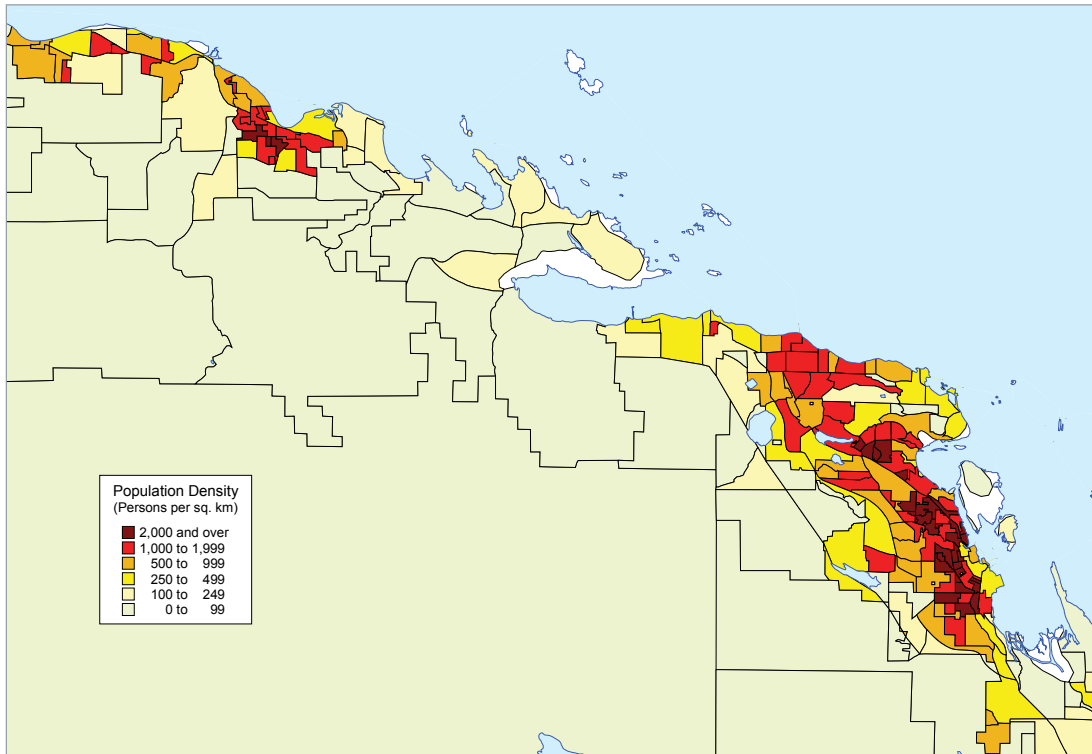 Population Density
(Persons per sq. km)
2,000 and over
1,000 to 1,999
500 to 999
250 to 499
100 to 249
0 to 99